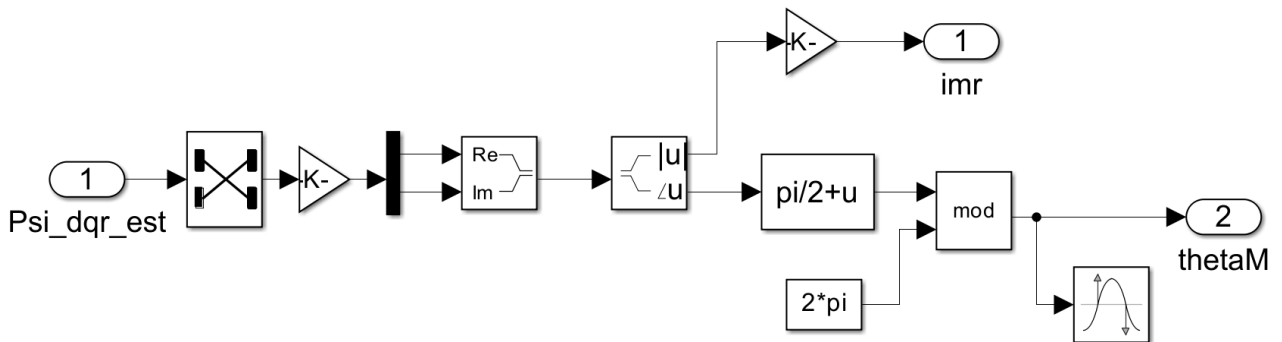 1
Psi_dqr_est
-K-
Re
Im
|u|
∠u
-K-
1
imr
pi/2+u
2*pi
mod
2
thetaM